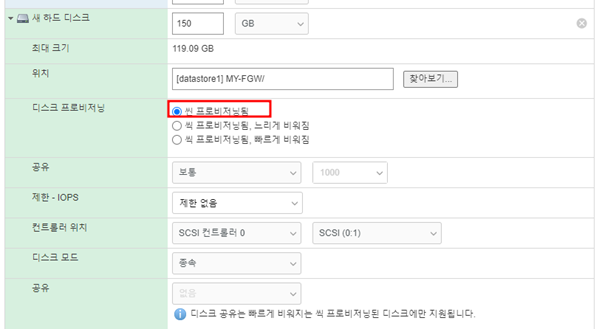 새 하드 디스크 150 GB
최대 크기 119.09 GB
위치 [datastore1] MY-FGW/ 찾아보기...
디스크 프로비저닝 씬 프로비저닝됨
씩 프로비저닝됨, 느리게 비워짐
씩 프로비저닝됨, 빠르게 비워짐
공유 보통 1000
제한 - IOPS 제한 없음
컨트롤러 위치 SCSI 컨트롤러 0 SCSI (0:1)
디스크 모드 종속
공유 없음
디스크 공유는 빠르게 비워지는 씩 프로비저닝된 디스크에만 지원됩니다.